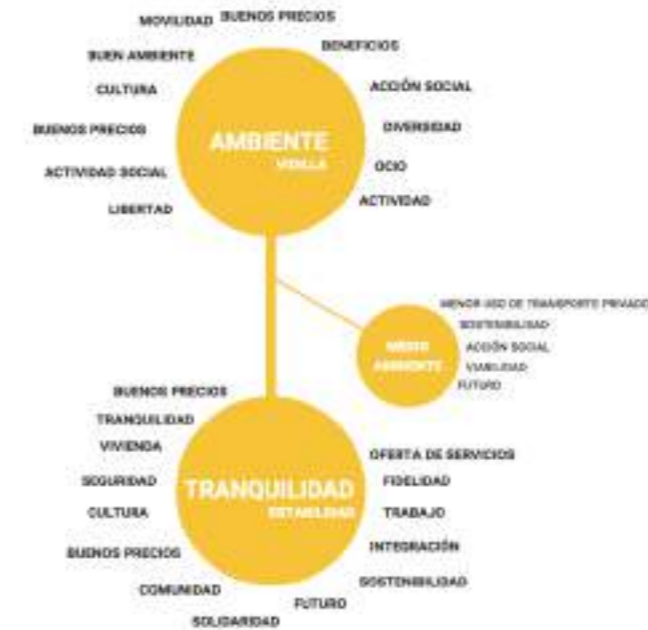 MOVILIDAD
BUENOS PRECIOS
BENEFICIOS
BUEN AMBIENTE
ACCIÓN SOCIAL
CULTURA
DIVERSIDAD
BUENOS PRECIOS
AMBIENTE
OCIO
ACTIVIDAD SOCIAL
ACTIVIDAD
LIBERTAD
MENOR USO DE TRANSPORTE PRIVADO
SOSTENIBILIDAD
MEDIO
AMBIENTE
ACCIÓN SOCIAL
VIABILIDAD
FUTURO
BUENOS PRECIOS
TRANQUILIDAD
VIVIENDA
OFERTA DE SERVICIOS
SEGURIDAD
TRANQUILIDAD
ESTABILIDAD
FIDELIDAD
CULTURA
TRABAJO
BUENOS PRECIOS
INTEGRACIÓN
COMUNIDAD
SOSTENIBILIDAD
FUTURO
SOLIDARIDAD